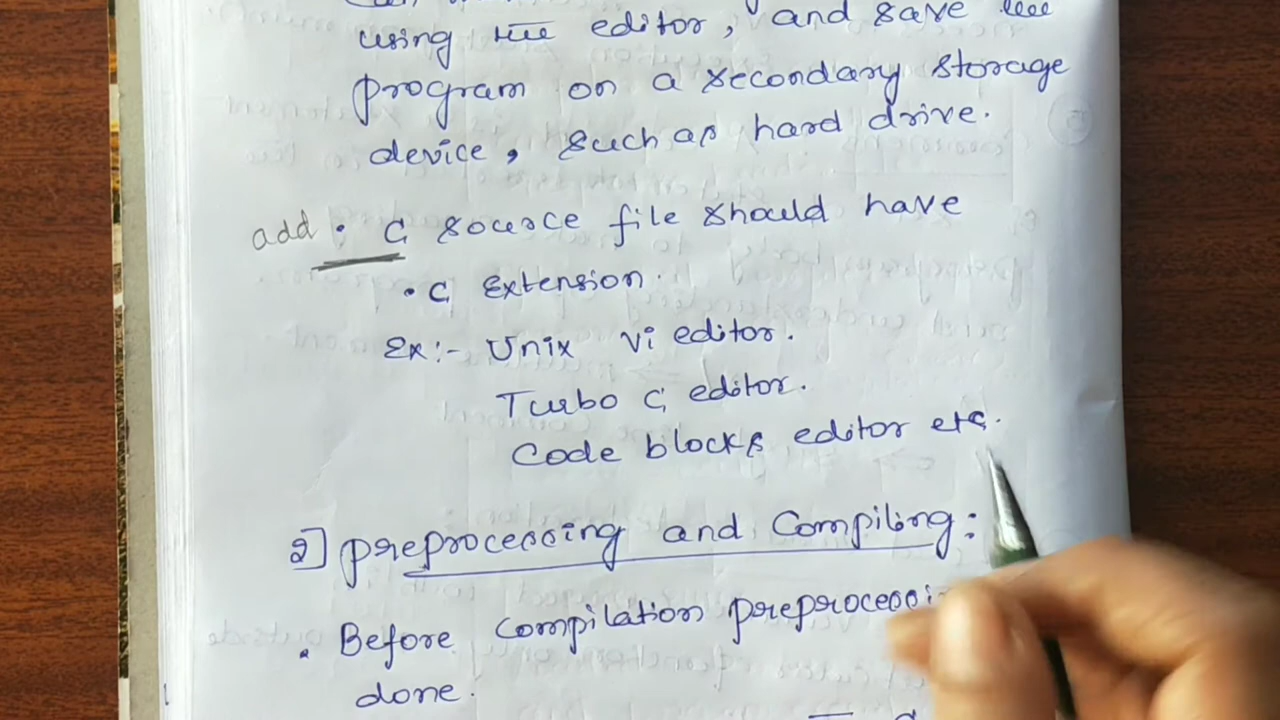 using the editor, and save the
program on a secondary storage
device, such as hard drive.
add • C source file should have
.C Extension.
Ex:- Unix vi editor.
Turbo C editor.
Code blocks editor etc.
2] preprocessing and Compiling:
. Before compilation
done.